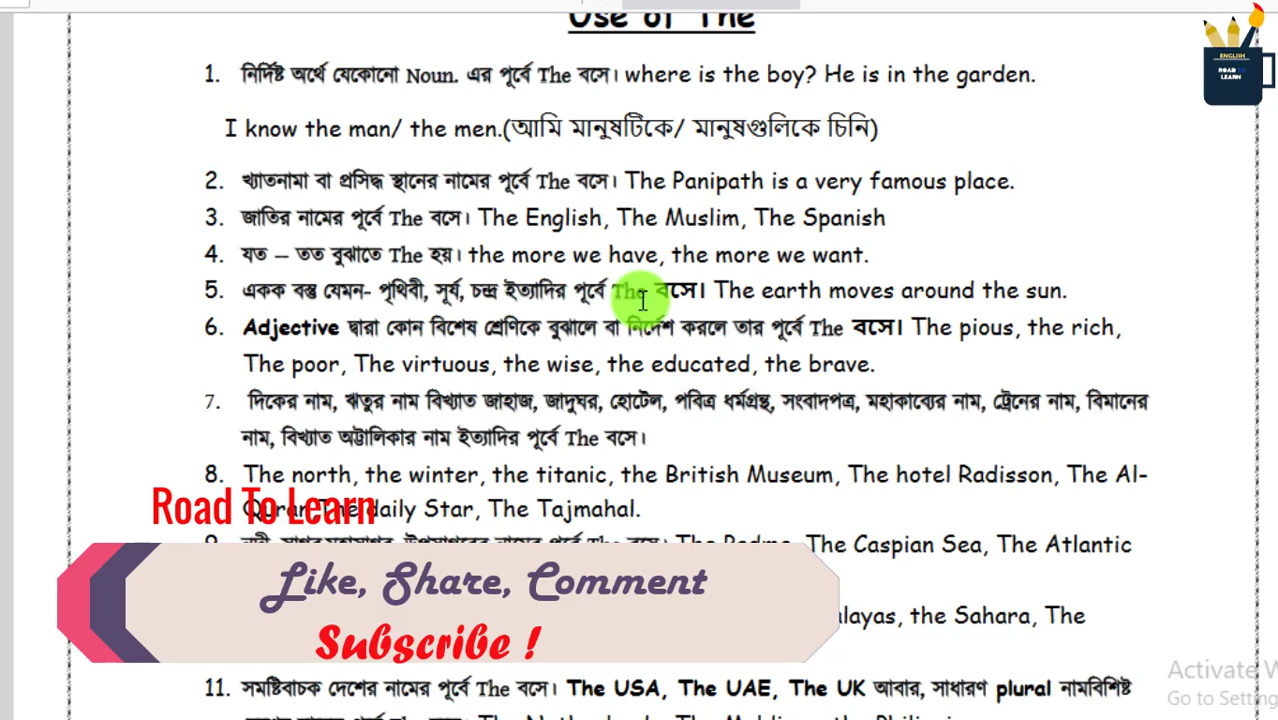 Use of The
ENGLISH
ROAD TO
LEARN
1. নির্দিষ্ট অর্থে যেকোনো Noun. এর পূর্বে The বসে। where is the boy? He is in the garden.
I know the man/ the men.(আমি মানুষটিকে/ মানুষগুলিকে চিনি)
2. খ্যাতনামা বা প্রসিদ্ধ স্থানের নামের পূর্বে The বসে। The Panipath is a very famous place.
3. জাতির নামের পূর্বে The বসে। The English, The Muslim, The Spanish
4. যত – তত বুঝাতে The হয়। the more we have, the more we want.
5. একক বস্তু যেমন- পৃথিবী, সূর্য, চন্দ্র ইত্যাদির পূর্বে The বসে। The earth moves around the sun.
6. Adjective দ্বারা কোন বিশেষ শ্রেণিকে বুঝালে বা নির্দেশ করলে তার পূর্বে The বসে। The pious, the rich,
The poor, The virtuous, the wise, the educated, the brave.
7. দিকের নাম, ঋতুর নাম বিখ্যাত জাহাজ, জাদুঘর, হোটেল, পবিত্র ধর্মগ্রন্থ, সংবাদপত্র, মহাকাব্যের নাম, ট্রেনের নাম, বিমানের
নাম, বিখ্যাত অট্টালিকার নাম ইত্যাদির পূর্বে The বসে।
8. The north, the winter, the titanic, the British Museum, The hotel Radisson, The Al-
Quran The daily Star, The Tajmahal.
Road To Learn
The Caspian Sea, The Atlantic
Like, Share, Comment
the Sahara, The
Subscribe !
11. সমষ্টিবাচক দেশের নামের পূর্বে The বসে। The USA, The UAE, The UK আবার, সাধারণ plural নামবিশিষ্ট
Activate W
Go to Setting